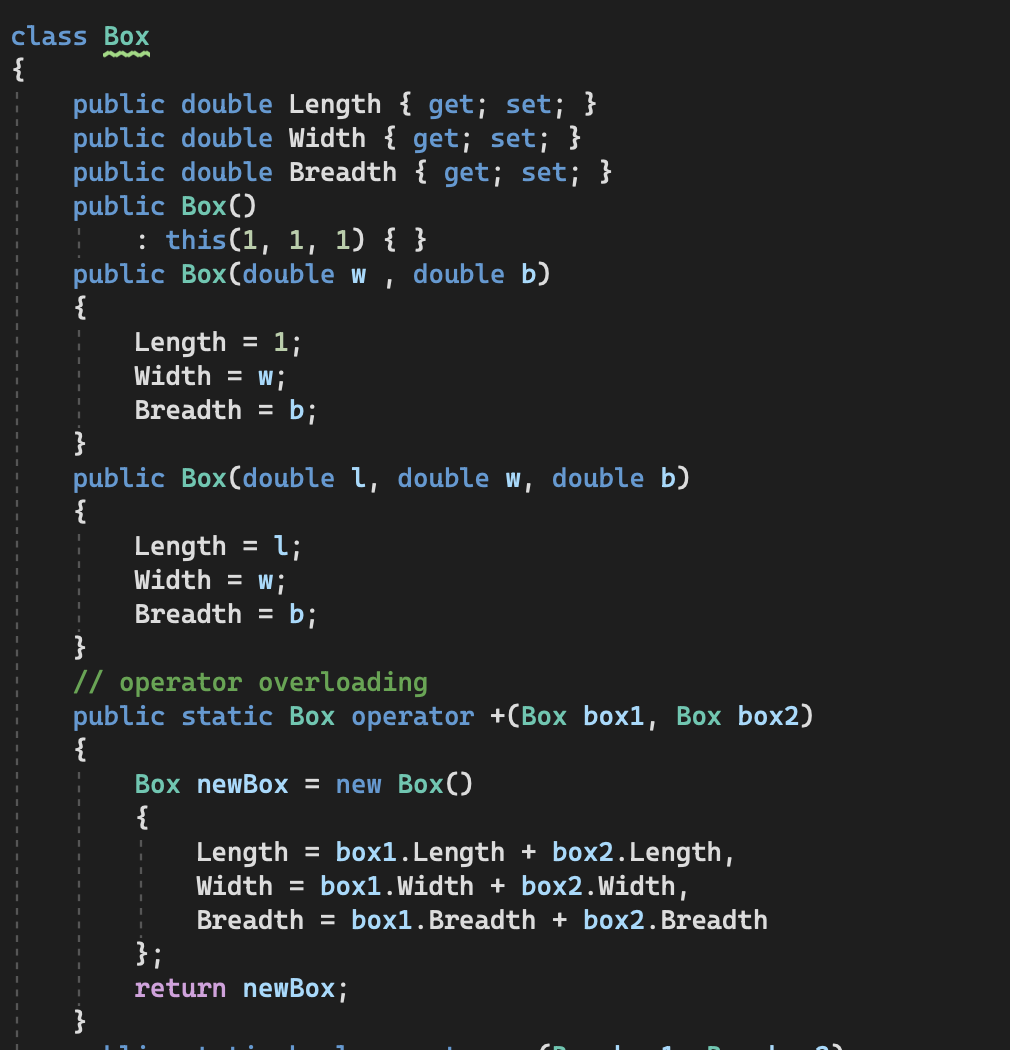 class Box
{
    public double Length { get; set; }
    public double Width { get; set; }
    public double Breadth { get; set; }
    public Box()
        : this(1, 1, 1) { }
    public Box(double w , double b)
    {
        Length = 1;
        Width = w;
        Breadth = b;
    }
    public Box(double l, double w, double b)
    {
        Length = l;
        Width = w;
        Breadth = b;
    }
    // operator overloading
    public static Box operator +(Box box1, Box box2)
    {
        Box newBox = new Box()
        {
            Length = box1.Length + box2.Length,
            Width = box1.Width + box2.Width,
            Breadth = box1.Breadth + box2.Breadth
        };
        return newBox;
    }